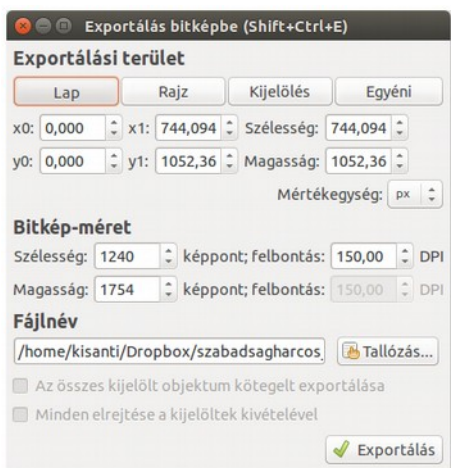 Exportálás bitképbe (Shift+Ctrl+E)
Exportálási terület
Lap Rajz Kijelölés Egyéni
x0: 0,000 x1: 744,094 Szélesség: 744,094
y0: 0,000 y1: 1052,36 Magasság: 1052,36
Mértékegység: px
Bitkép-méret
Szélesség: 1240 képpont; felbontás: 150,00 DPI
Magasság: 1754 képpont; felbontás: 150,00 DPI
Fájlnév
/home/kisanti/Dropbox/szabadsagharcos_ Tallózás...
Az összes kijelölt objektum kötegelt exportálása
Minden elrejtése a kijelöltek kivételével
Exportálás